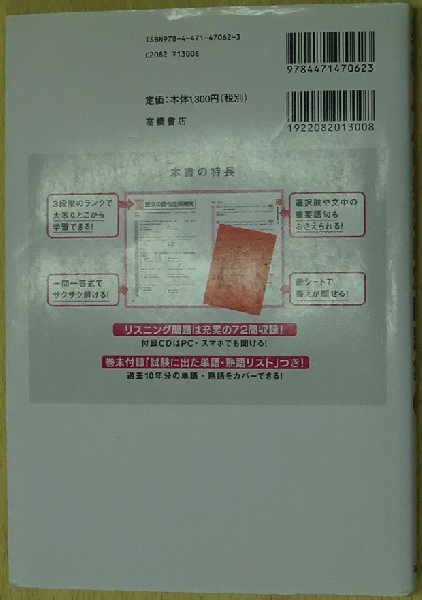 ISBN978-4-471-47062-3
C2082 ¥1300E
定価:本体1,300円(税別)
高橋書店
9784471470623
1922082013008
本書の特長
3段階のランクで
大事なとこから
学習できる!
選択肢や文中の
重要語句も
おさえられる!
一問一答式で
サクサク解ける!
赤シートで
答えが隠せる!
リスニング問題は充実の72問収録!
付録CDはPC・スマホでも聞ける!
巻末付録「試験に出た単語・熟語リスト」つき!
過去10年分の単語・熟語をカバーできる!